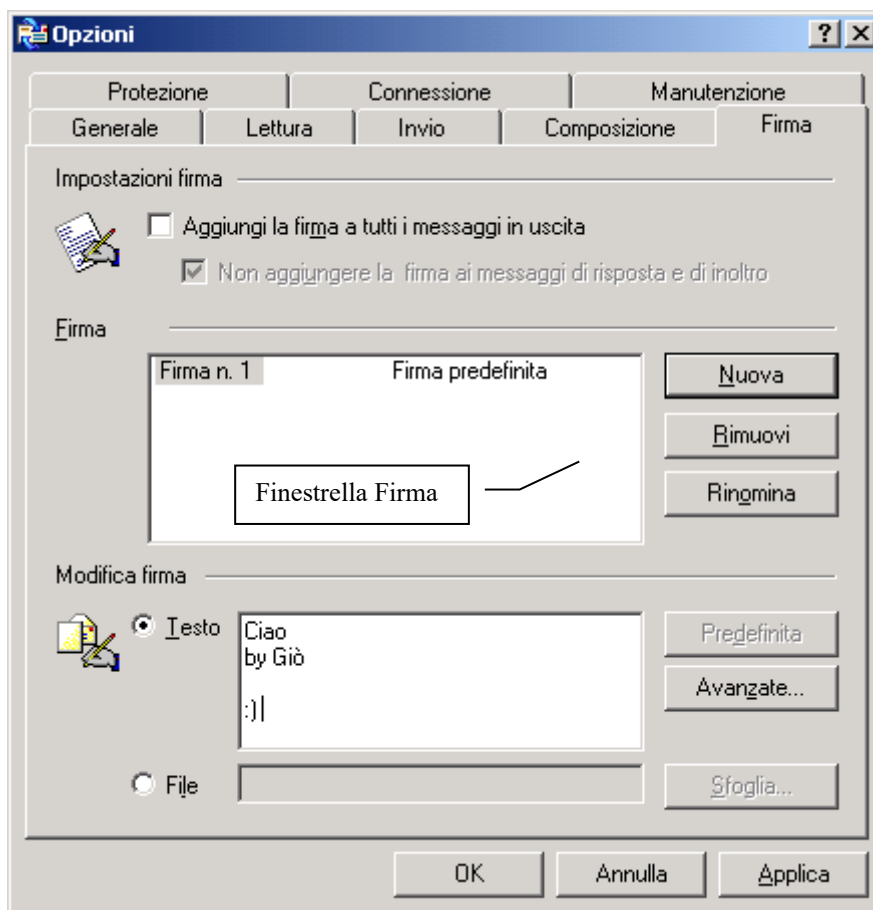 Opzioni
Protezione Connessione Manutenzione
Generale Lettura Invio Composizione Firma
Impostazioni firma
Aggiungi la firma a tutti i messaggi in uscita
Non aggiungere la firma ai messaggi di risposta e di inoltro
Firma
Firma n. 1 Firma predefinita
Nuova
Rimuovi
Finestrella Firma
Rinomina
Modifica firma
Testo
Ciao
by Giò
:)
Predefinita
Avanzate...
File
Sfoglia...
OK Annulla Applica